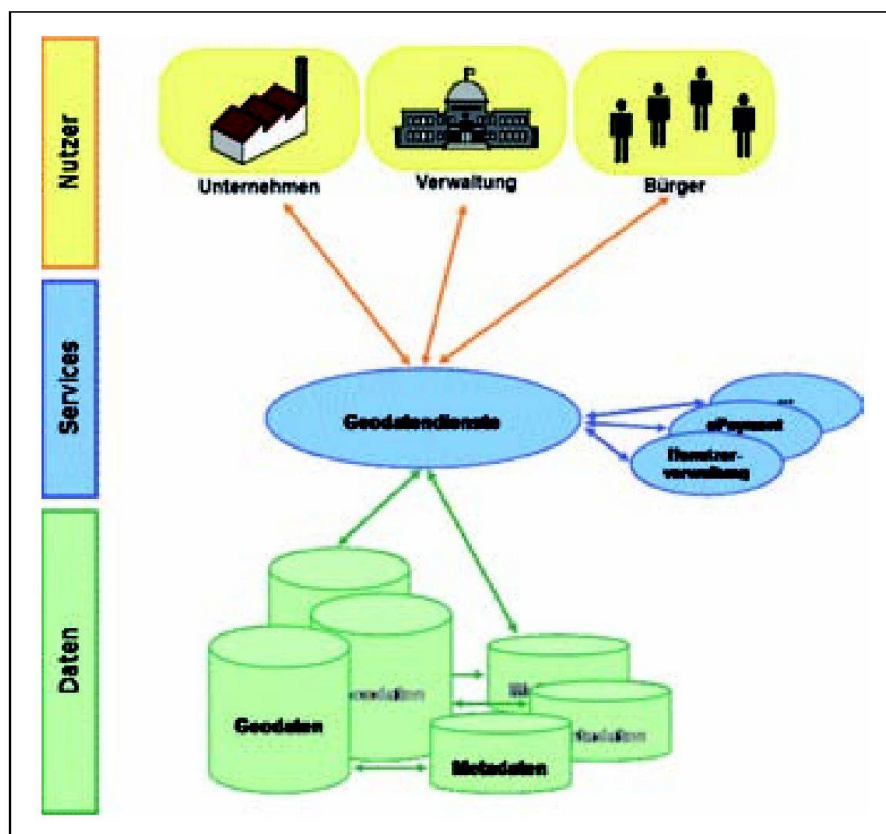 Nutzer
Unternehmen
Verwaltung
Bürger
Services
Geodatendienste
...
ePayment
Benutzer-
verwaltung
Daten
Geodaten
Metadaten